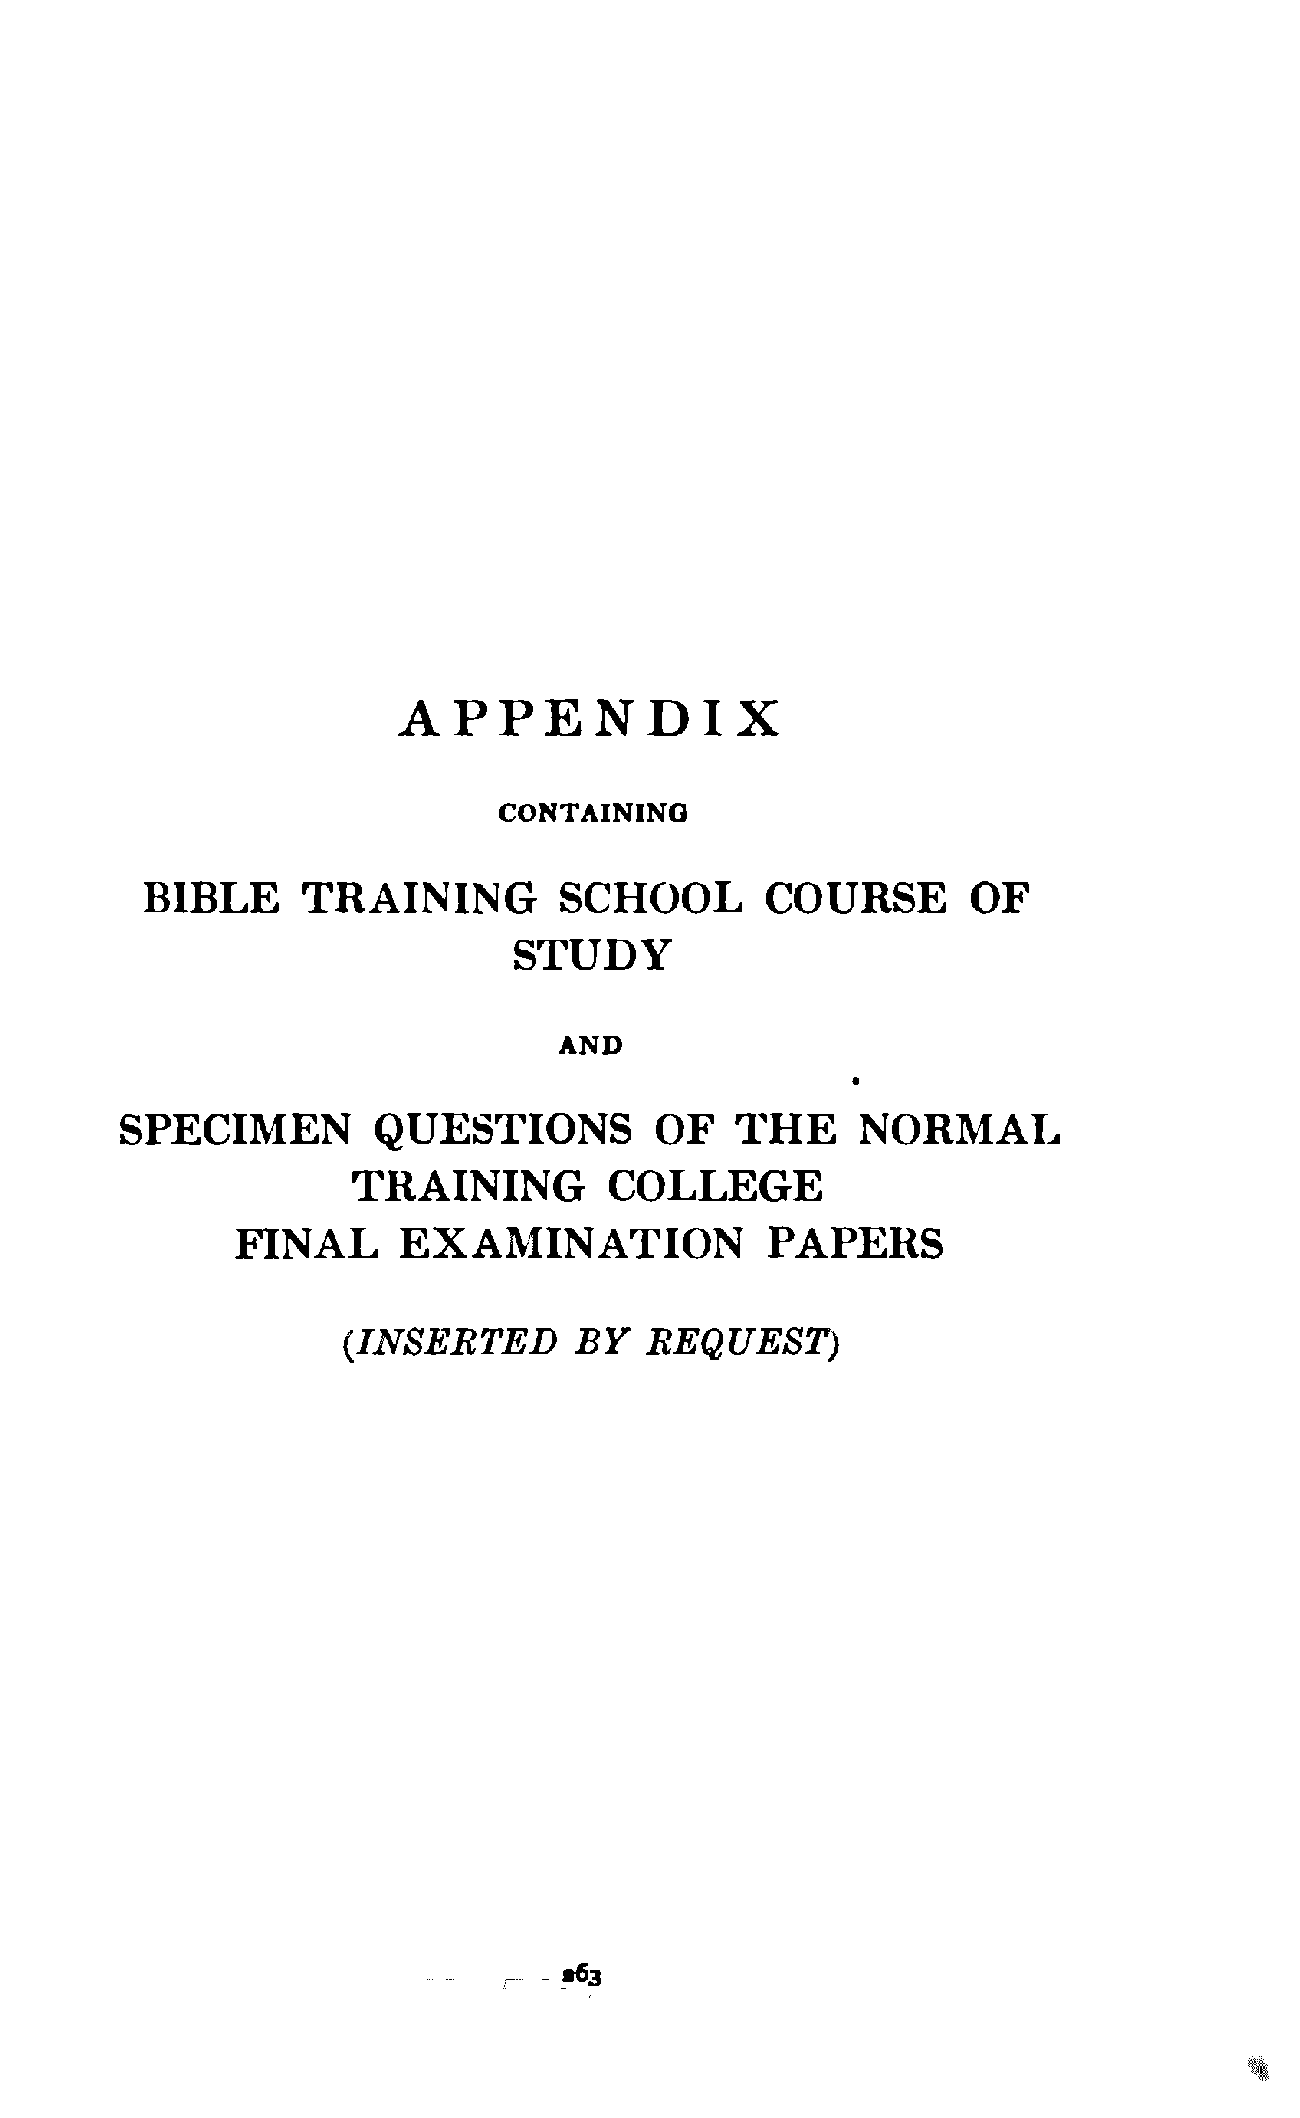 APPENDIX
CONTAINING
BIBLE TRAINING SCHOOL COURSE OF
STUDY
AND
SPECIMEN QUESTIONS OF THE NORMAL
TRAINING COLLEGE
FINAL EXAMINATION PAPERS
(INSERTED BY REQUEST)
263